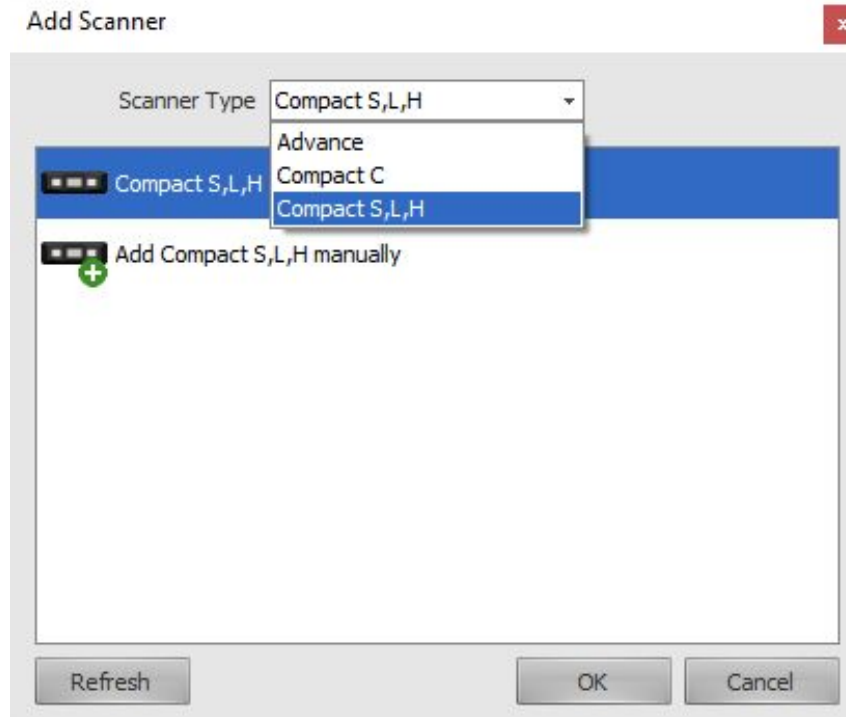 Add Scanner
x
Scanner Type Compact S,L,H
Advance
Compact C
Compact S,L,H
Compact S,L,H
Add Compact S,L,H manually
Refresh OK Cancel